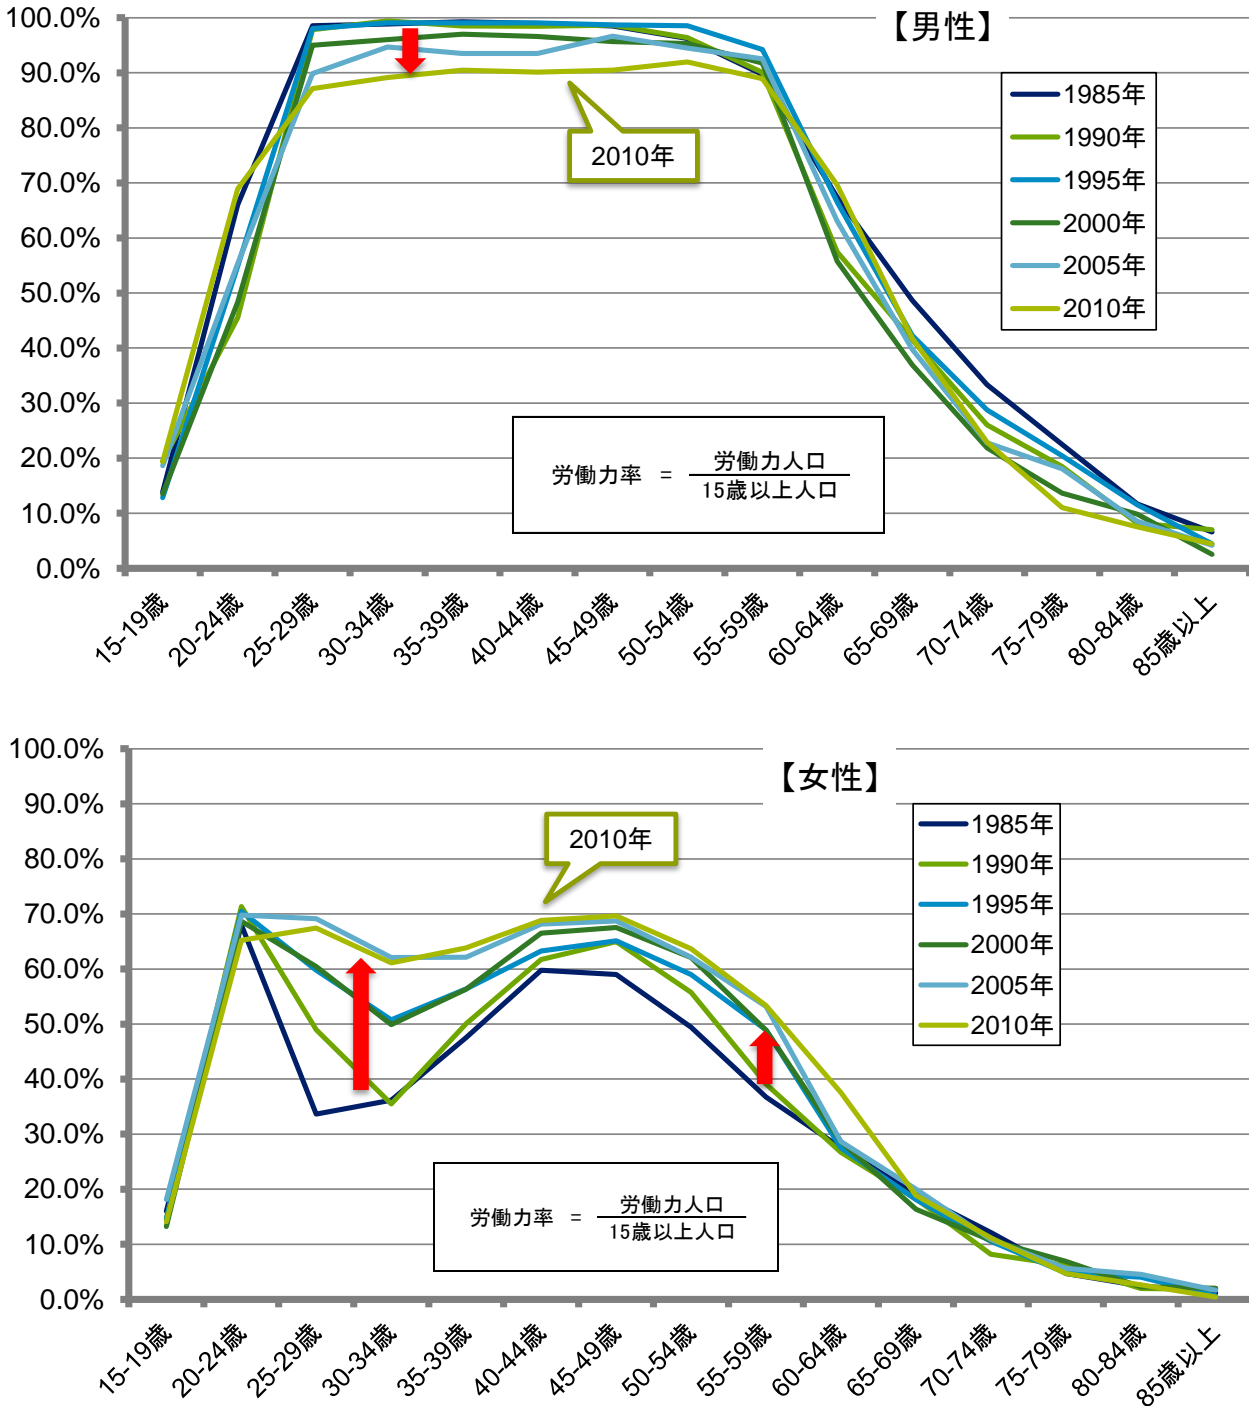 【男性】
100.0%
90.0%
80.0%
70.0%
60.0%
50.0%
40.0%
30.0%
20.0%
10.0%
0.0%
2010年
1985年
1990年
1995年
2000年
2005年
2010年
労働力率 = 労働力人口
15歳以上人口
15-19歳
20-24歳
25-29歳
30-34歳
35-39歳
40-44歳
45-49歳
50-54歳
55-59歳
60-64歳
65-69歳
70-74歳
75-79歳
80-84歳
85歳以上
【女性】
100.0%
90.0%
80.0%
70.0%
60.0%
50.0%
40.0%
30.0%
20.0%
10.0%
0.0%
2010年
1985年
1990年
1995年
2000年
2005年
2010年
労働力率 = 労働力人口
15歳以上人口
15-19歳
20-24歳
25-29歳
30-34歳
35-39歳
40-44歳
45-49歳
50-54歳
55-59歳
60-64歳
65-69歳
70-74歳
75-79歳
80-84歳
85歳以上